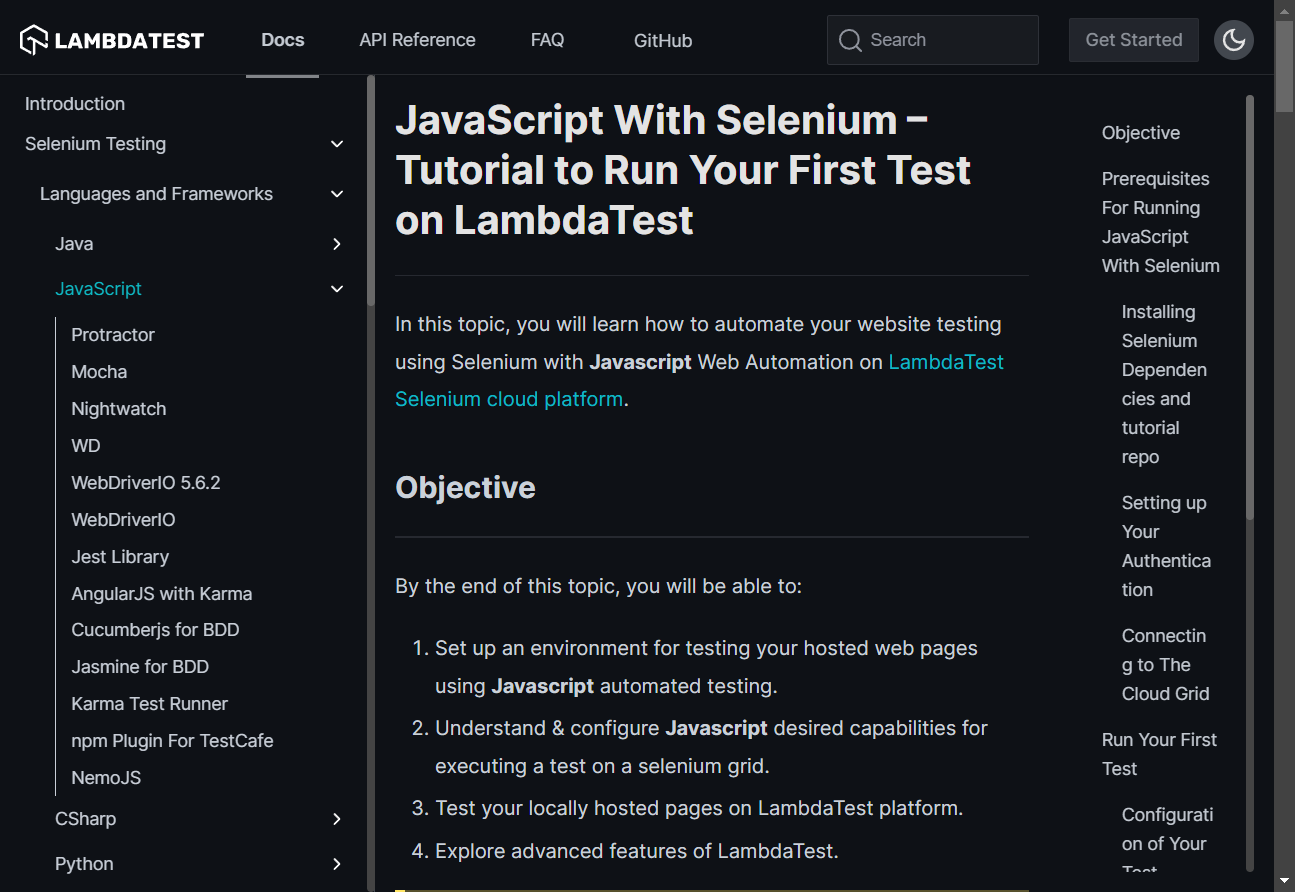 LAMBDATEST
Docs
API Reference
FAQ
GitHub
Search
Get Started
Introduction
Selenium Testing
Languages and Frameworks
Java
JavaScript
Protractor
Mocha
Nightwatch
WD
WebDriverIO 5.6.2
WebDriverIO
Jest Library
AngularJS with Karma
Cucumberjs for BDD
Jasmine for BDD
Karma Test Runner
npm Plugin For TestCafe
NemoJS
CSharp
Python
JavaScript With Selenium –
Tutorial to Run Your First Test
on LambdaTest
In this topic, you will learn how to automate your website testing
using Selenium with Javascript Web Automation on LambdaTest
Selenium cloud platform.
Objective
By the end of this topic, you will be able to:
1. Set up an environment for testing your hosted web pages
using Javascript automated testing.
2. Understand & configure Javascript desired capabilities for
executing a test on a selenium grid.
3. Test your locally hosted pages on LambdaTest platform.
4. Explore advanced features of LambdaTest.
Objective
Prerequisites
For Running
JavaScript
With Selenium
Installing
Selenium
Dependen
cies and
tutorial
repo
Setting up
Your
Authentica
tion
Connectin
g to The
Cloud Grid
Run Your First
Test
Configurati
on of Your
Test